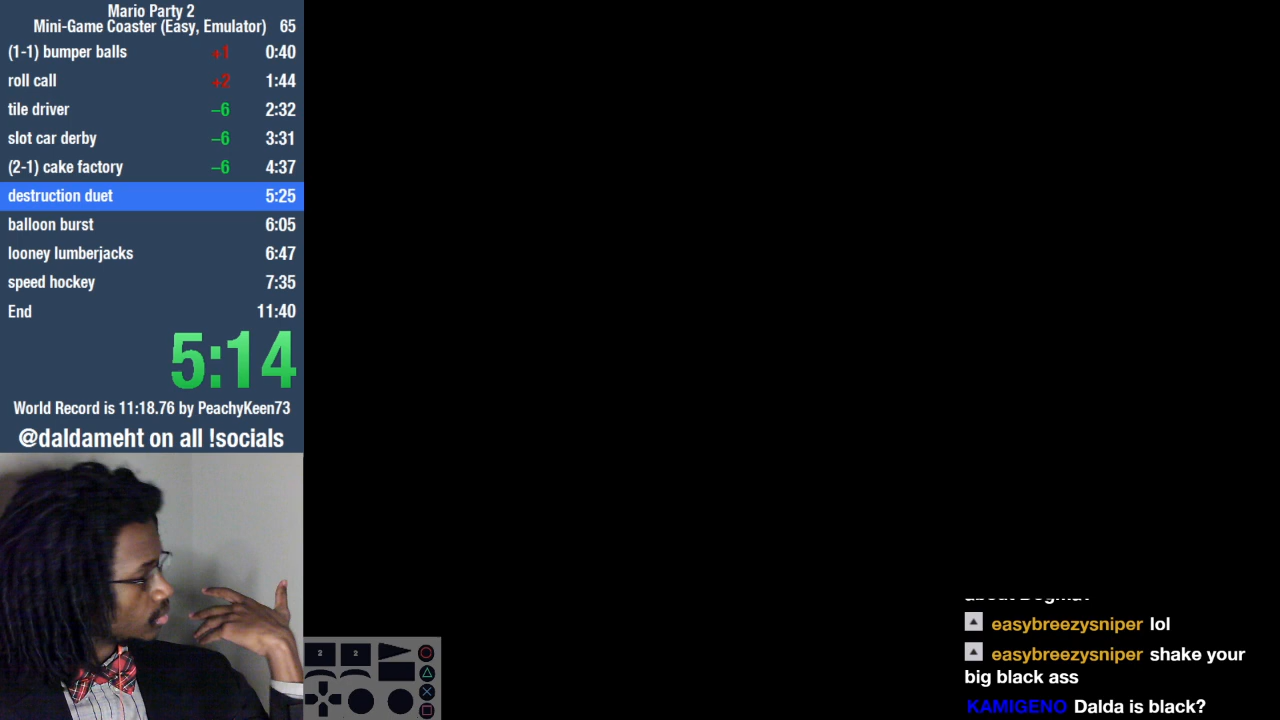 Mario Party 2
Mini-Game Coaster (Easy, Emulator) 65
(1-1) bumper balls +1 0:40
roll call +2 1:44
tile driver −6 2:32
slot car derby −6 3:31
(2-1) cake factory −6 4:37
destruction duet 5:25
balloon burst 6:05
looney lumberjacks 6:47
speed hockey 7:35
End 11:40
5:14
World Record is 11:18.76 by PeachyKeen73
@daldameht on all !socials
2 2
easybreezysniper lol
easybreezysniper shake your
big black ass
KAMIGENO Dalda is black?